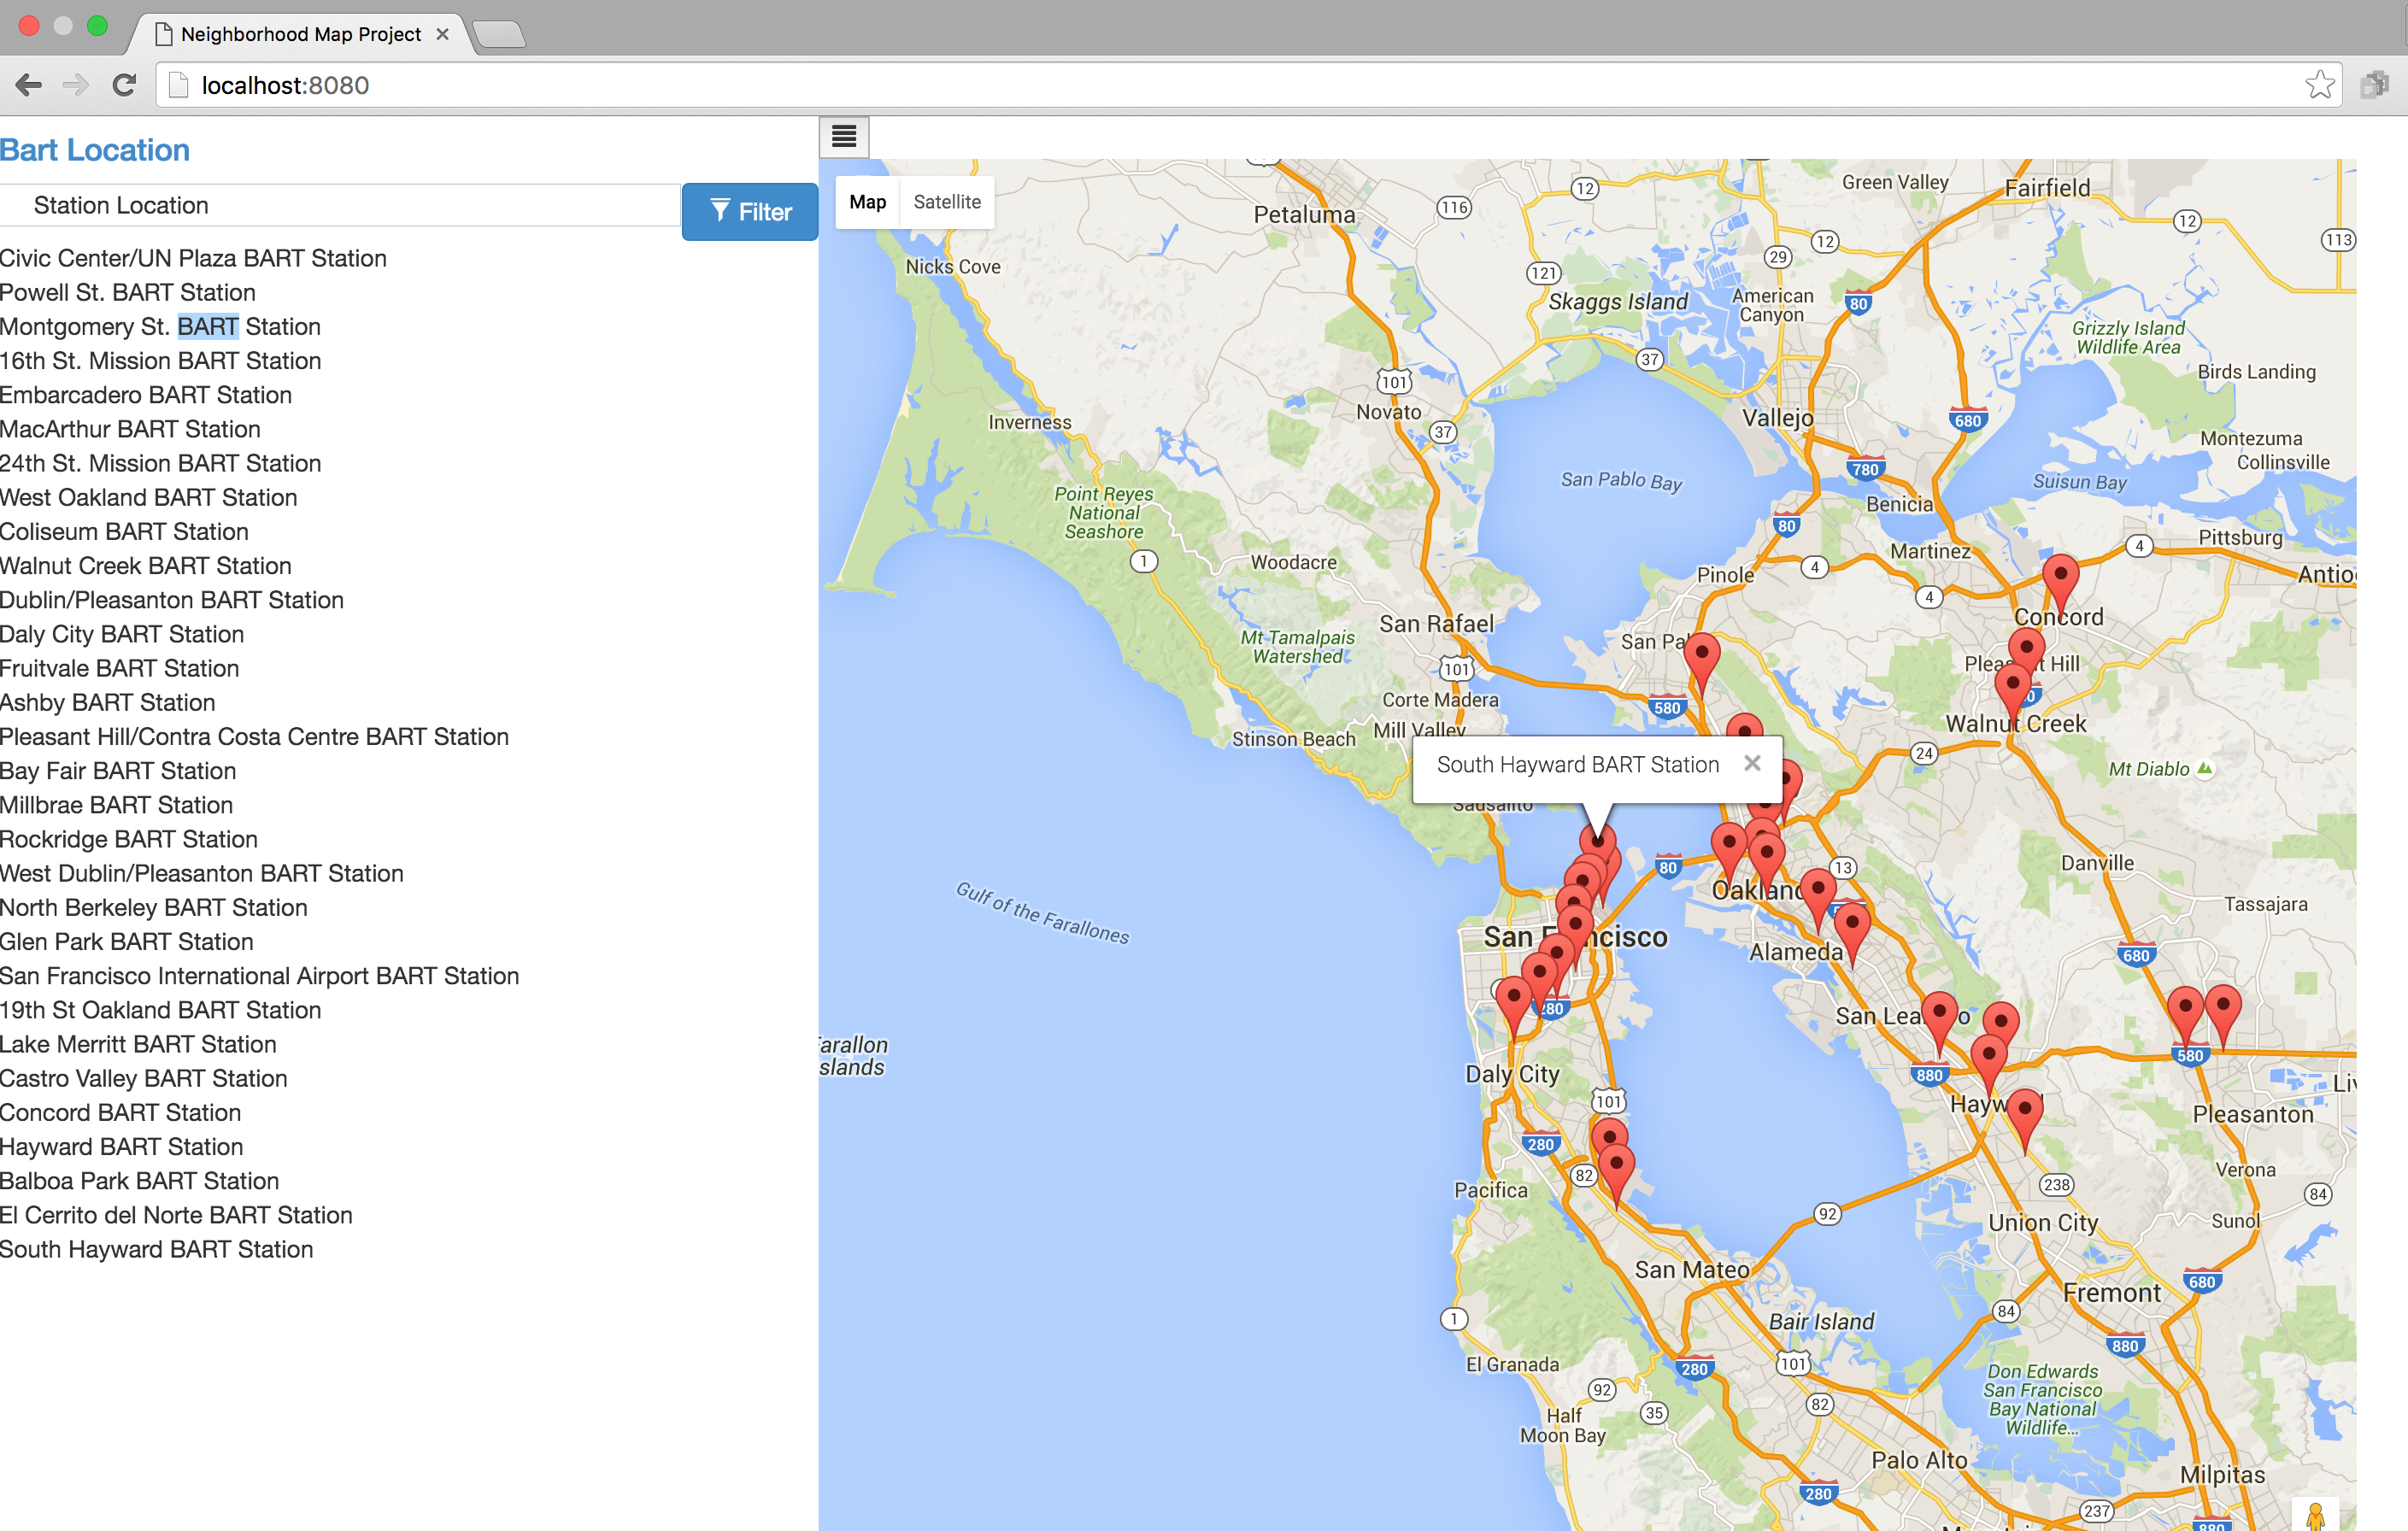 Neighborhood Map Project
localhost:8080
Bart Location
Station Location
Filter
Civic Center/UN Plaza BART Station
Powell St. BART Station
Montgomery St. BART Station
16th St. Mission BART Station
Embarcadero BART Station
MacArthur BART Station
24th St. Mission BART Station
West Oakland BART Station
Coliseum BART Station
Walnut Creek BART Station
Dublin/Pleasanton BART Station
Daly City BART Station
Fruitvale BART Station
Ashby BART Station
Pleasant Hill/Contra Costa Centre BART Station
Bay Fair BART Station
Millbrae BART Station
Rockridge BART Station
West Dublin/Pleasanton BART Station
North Berkeley BART Station
Glen Park BART Station
San Francisco International Airport BART Station
19th St Oakland BART Station
Lake Merritt BART Station
Castro Valley BART Station
Concord BART Station
Hayward BART Station
Balboa Park BART Station
El Cerrito del Norte BART Station
South Hayward BART Station
Map
Satellite
Green Valley
Fairfield
12
116
Petaluma
12
12
113
29
Nicks Cove
121
American
Canyon
Skaggs Island
80
Grizzly Island
Wildlife Area
37
Birds Landing
101
Novato
Inverness
Vallejo
680
37
Montezuma
Collinsville
780
San Pablo Bay
Suisun Bay
Point Reyes
National
Seashore
Benicia
80
Pittsburg
4
Martinez
1
Woodacre
4
Pinole
Antio
4
Concord
San Rafael
Mt Tamalpais
Watershed
San Pa
101
Pleas t Hill
Corte Madera
580
Walnut Creek
Mill Valley
Stinson Beach
24
South Hayward BART Station
Mt Diablo
Sausalito
80
13
Danville
Oakland
Gulf of the Farallones
Tassajara
San F ncisco
Alameda
680
280
San Lea o
arallon
slands
580
Daly City
880
Liv
101
Hayw
Pleasanton
280
82
Verona
Pacifica
238
84
92
Union City
Sunol
San Mateo
680
Fremont
84
1
Bair Island
880
El Granada
280
101
Don Edwards
San Francisco
Bay National
Wildlife...
92
82
35
Half
Moon Bay
Palo Alto
Milpitas
280
237
880